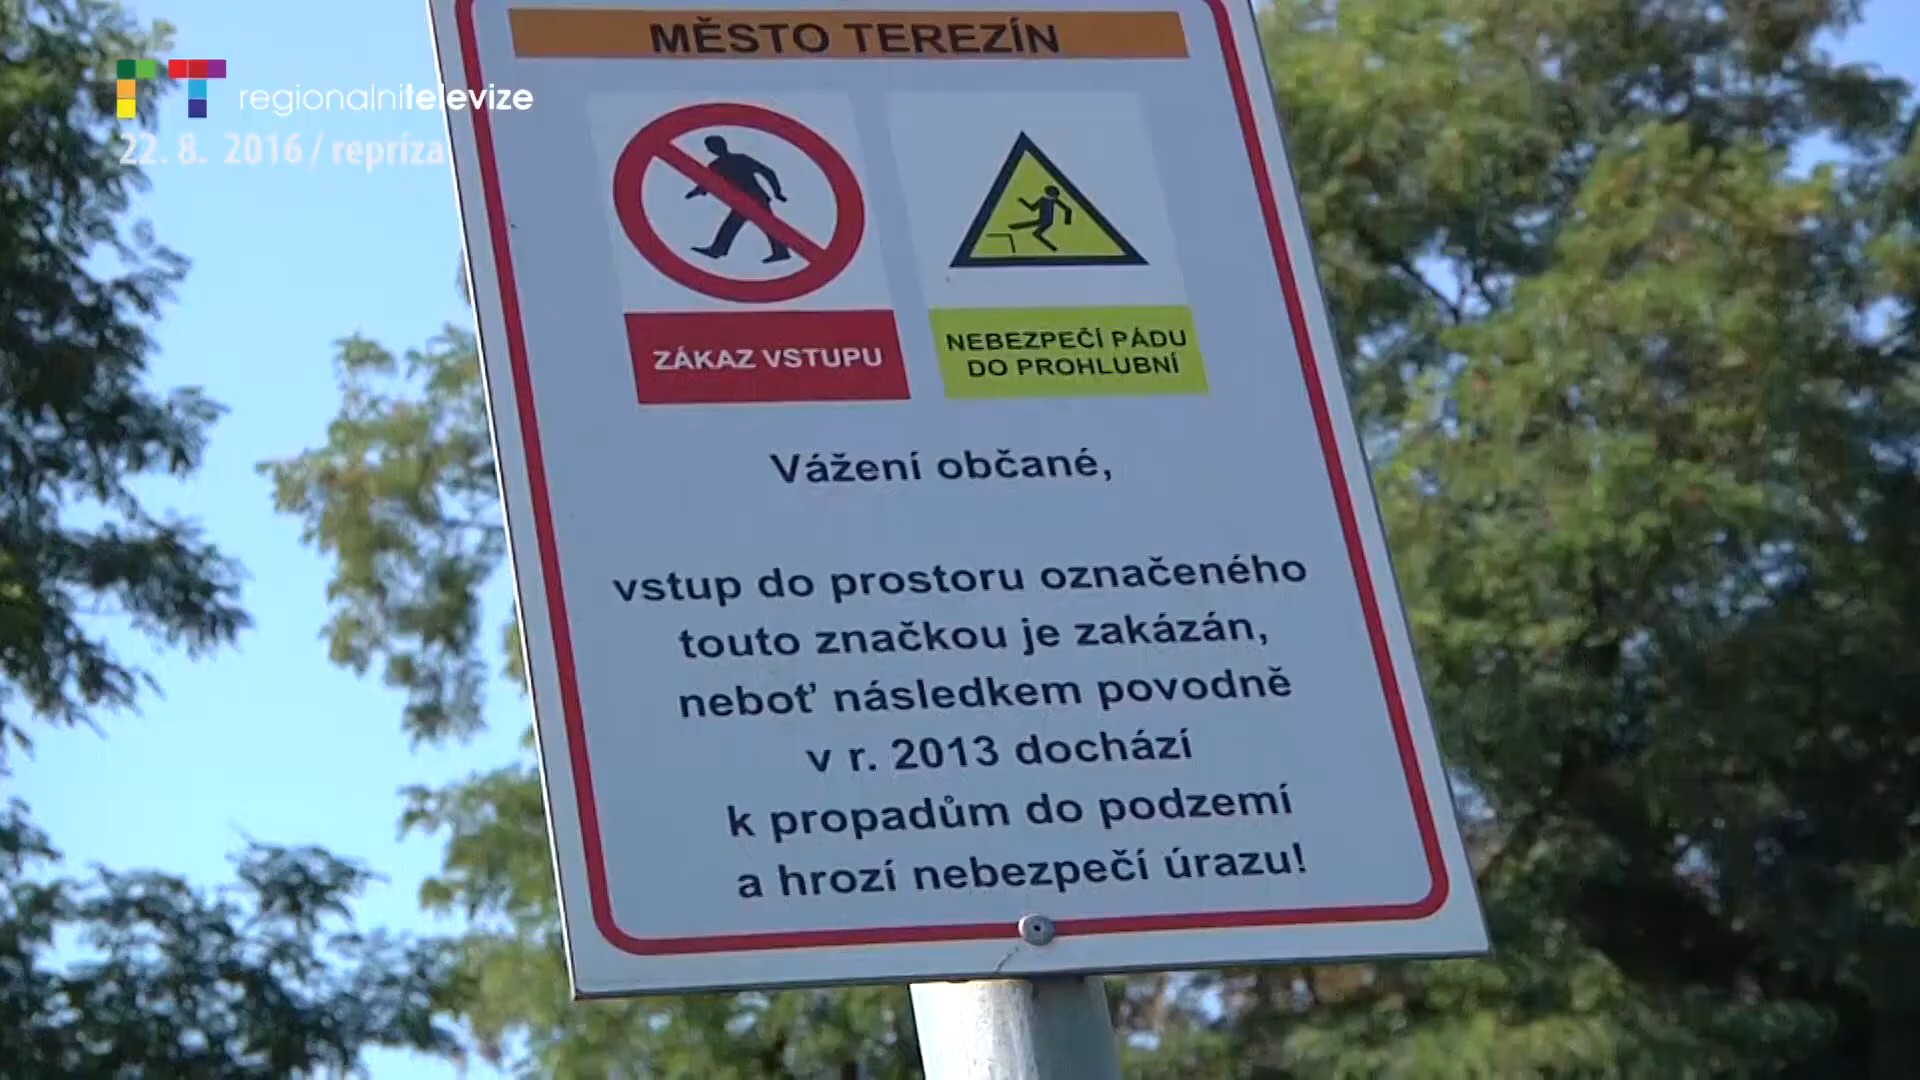 MĚSTO TEREZÍN
regionalnitelevize
22. 8. 2016 / repríza
ZÁKAZ VSTUPU
NEBEZPEČÍ PÁDU
DO PROHLUBNÍ
Vážení občané,
vstup do prostoru označeného
touto značkou je zakázán,
neboť následkem povodně
v r. 2013 dochází
k propadům do podzemí
a hrozí nebezpečí úrazu!